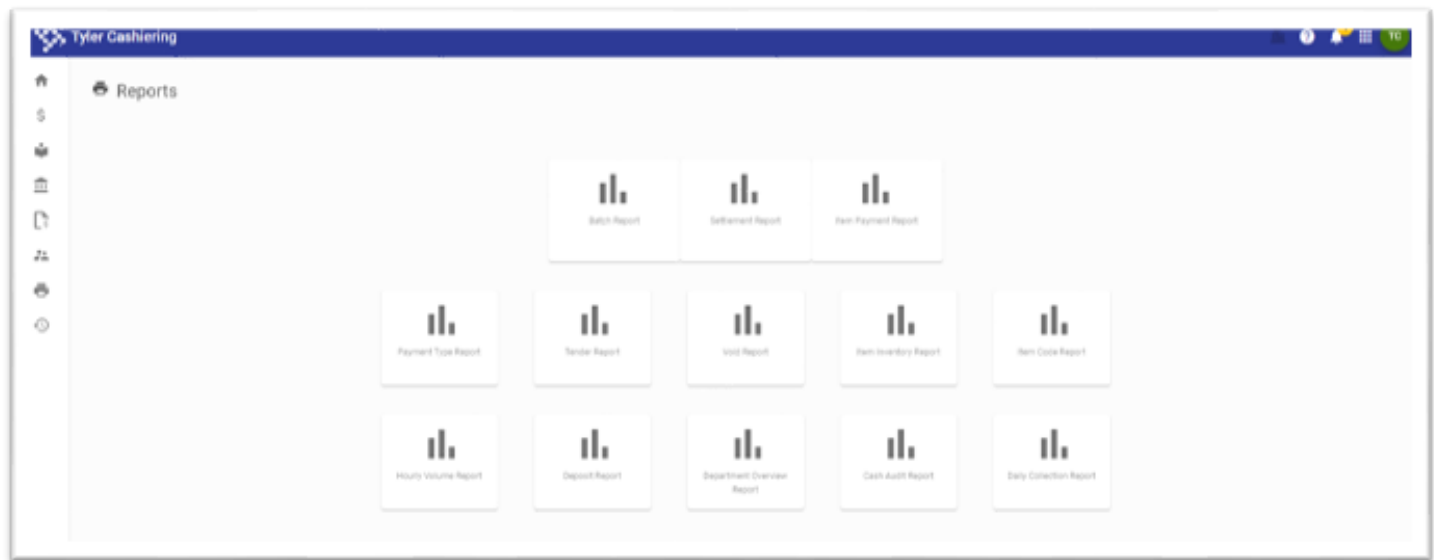 Tyler Cashiering
TC
Reports
Batch Report
Settlement Report
Item Payment Report
Payment Type Report
Tender Report
Void Report
Item Inventory Report
Item Code Report
Hourly Volume Report
Deposit Report
Department Overview
Report
Cash Audit Report
Daily Collection Report